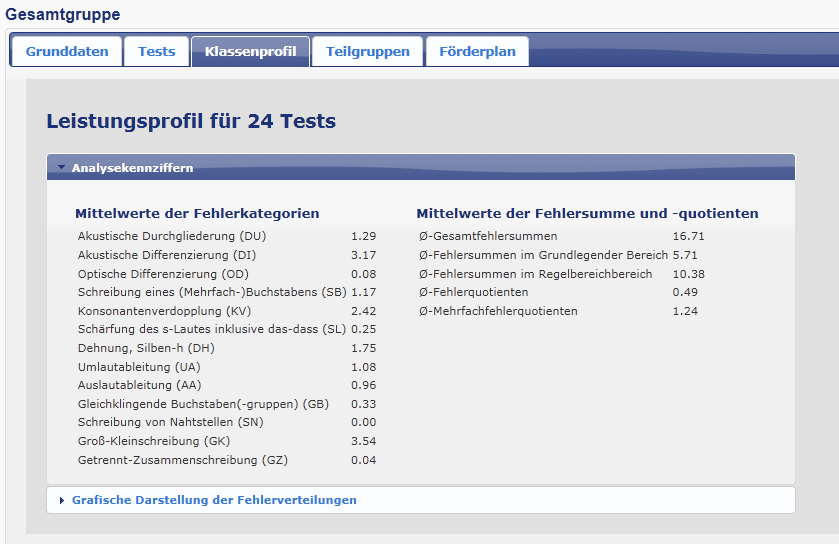 Gesamtgruppe
Grunddaten Tests Klassenprofil Teilgruppen Förderplan
Leistungsprofil für 24 Tests
Analysekennziffern
Mittelwerte der Fehlerkategorien
Akustische Durchgliederung (DU) 1.29
Akustische Differenzierung (DI) 3.17
Optische Differenzierung (OD) 0.08
Schreibung eines (Mehrfach-)Buchstabens (SB) 1.17
Konsonantenverdopplung (KV) 2.42
Schärfung des s-Lautes inklusive das-dass (SL) 0.25
Dehnung, Silben-h (DH) 1.75
Umlautableitung (UA) 1.08
Auslautableitung (AA) 0.96
Gleichklingende Buchstaben(-gruppen) (GB) 0.33
Schreibung von Nahtstellen (SN) 0.00
Groß-Kleinschreibung (GK) 3.54
Getrennt-Zusammenschreibung (GZ) 0.04
Mittelwerte der Fehlersumme und -quotienten
Ø-Gesamtfehlersummen 16.71
Ø-Fehlersummen im Grundlegender Bereich 5.71
Ø-Fehlersummen im Regelbereichbereich 10.38
Ø-Fehlerquotienten 0.49
Ø-Mehrfachfehlerquotienten 1.24
Grafische Darstellung der Fehlerverteilungen